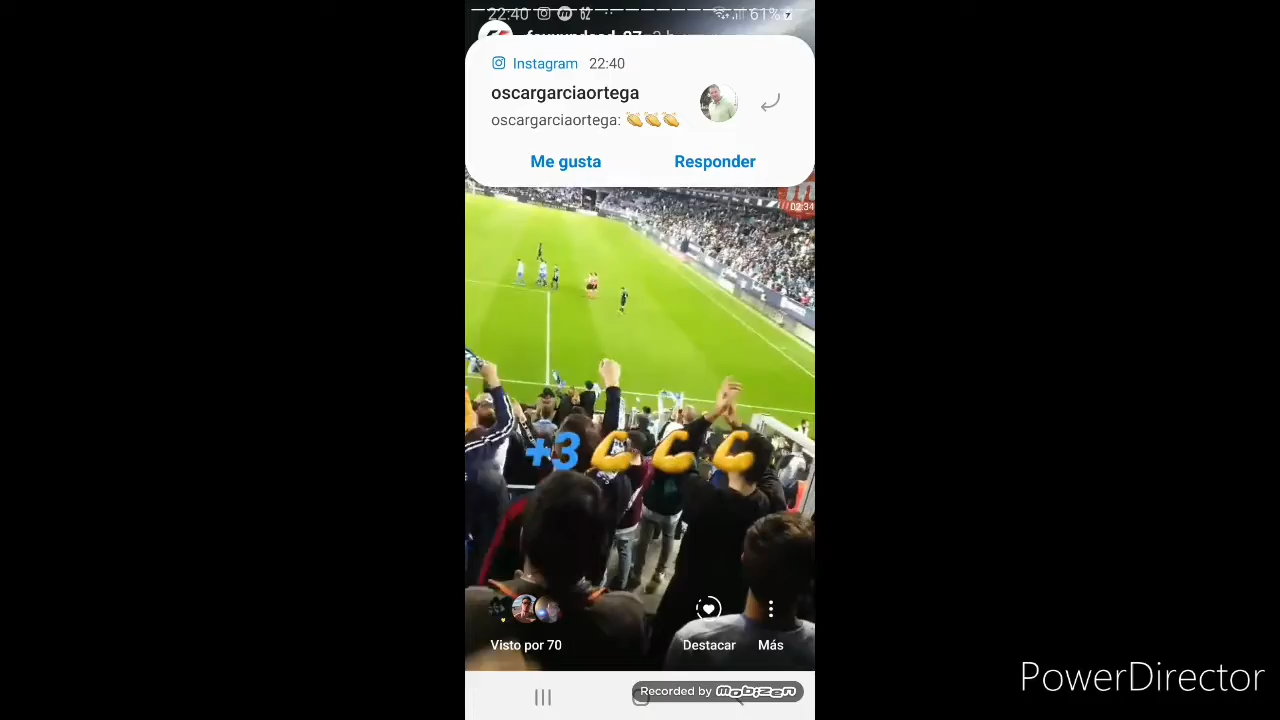 22:40
61%
Instagram 22:40
oscargarciaortega
oscargarciaortega: 👏👏👏
Me gusta Responder
02:34
+3 💪💪💪
Visto por 70
Destacar
Más
Recorded by MOBIZEN
PowerDirector